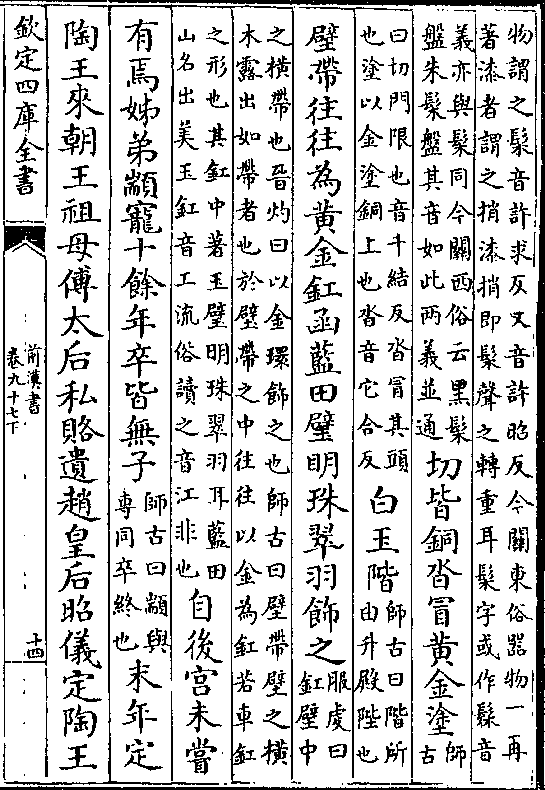 物謂之髹音許求反又音許昭反今關東俗器物一再
著漆者謂之捎漆捎即髹聲之轉重耳髹字或作髤音
義亦與髹同今關西俗云黑髹
盤朱髹盤其音如此兩義並通
切皆銅沓冒黃金塗
師
古
曰切門限也音千結反沓冒其頭
也塗以金塗銅上也沓音它合反
白玉階
師古曰階所
由升殿陛也
壁帶往往為黃金釭函藍田璧明珠翠羽飾之
服虔曰
釭壁中
之橫帶也晉灼曰以金環飾之也師古曰壁帶壁之橫
木露出如帶者也於壁帶之中往往以金為釭若車釭
之形也其釭中著玉璧明珠翠羽耳藍田
山名出美玉釭音工流俗讀之音江非也
自後宮未嘗
有焉姊弟顓寵十餘年卒皆無子
師古曰顓與
專同卒終也
末年定
陶王來朝王祖母傅太后私賂遺趙皇后昭儀定陶王
欽定四庫全書
前漢書
卷九十七下
十四